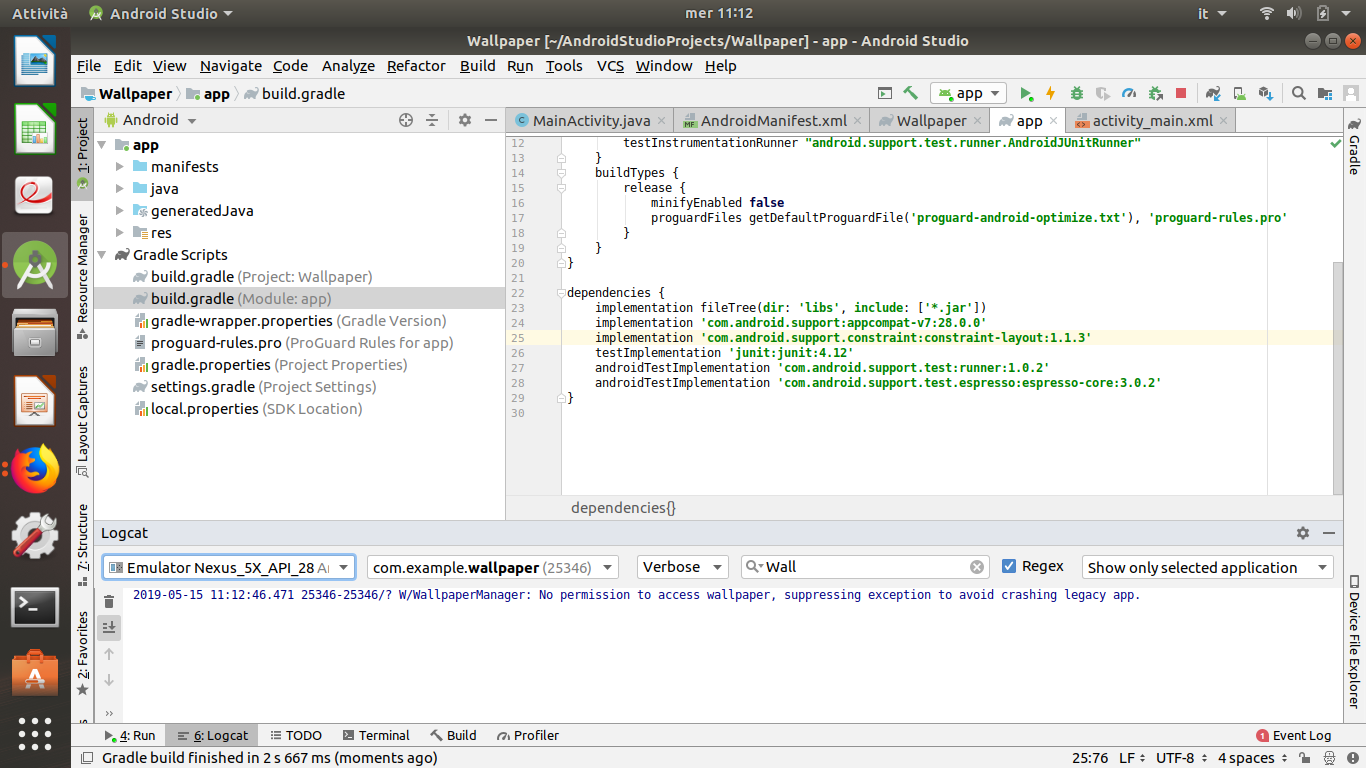 Attività
Android Studio
mer 11:12
it
Wallpaper [~/AndroidStudioProjects/Wallpaper] - app - Android Studio
File Edit View Navigate Code Analyze Refactor Build Run Tools VCS Window Help
Wallpaper app build.gradle
app
1: Project
Resource Manager
Layout Captures
7: Structure
2: Favorites
Android
app
manifests
java
generatedJava
res
Gradle Scripts
build.gradle (Project: Wallpaper)
build.gradle (Module: app)
gradle-wrapper.properties (Gradle Version)
proguard-rules.pro (ProGuard Rules for app)
gradle.properties (Project Properties)
settings.gradle (Project Settings)
local.properties (SDK Location)
MainActivity.java AndroidManifest.xml Wallpaper app activity_main.xml
12 testInstrumentationRunner "android.support.test.runner.AndroidJUnitRunner"
13 }
14 buildTypes {
15 release {
16 minifyEnabled false
17 proguardFiles getDefaultProguardFile('proguard-android-optimize.txt'), 'proguard-rules.pro'
18 }
19 }
20 }
21
22 dependencies {
23 implementation fileTree(dir: 'libs', include: ['*.jar'])
24 implementation 'com.android.support:appcompat-v7:28.0.0'
25 implementation 'com.android.support.constraint:constraint-layout:1.1.3'
26 testImplementation 'junit:junit:4.12'
27 androidTestImplementation 'com.android.support.test:runner:1.0.2'
28 androidTestImplementation 'com.android.support.test.espresso:espresso-core:3.0.2'
29 }
30
dependencies{}
Gradle
Device File Explorer
Logcat
Emulator Nexus_5X_API_28 com.example.wallpaper (25346) Verbose Wall Regex Show only selected application
2019-05-15 11:12:46.471 25346-25346/? W/WallpaperManager: No permission to access wallpaper, suppressing exception to avoid crashing legacy app.
4: Run 6: Logcat TODO Terminal Build Profiler 1 Event Log
Gradle build finished in 2 s 667 ms (moments ago) 25:76 LF UTF-8 4 spaces